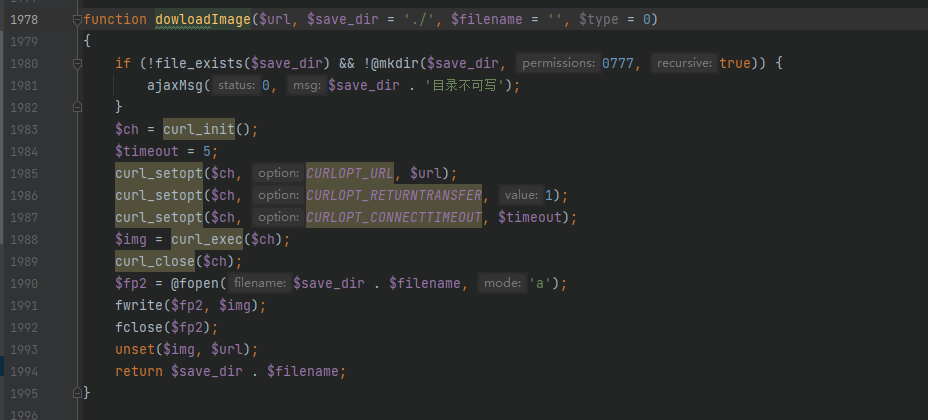 1978 function dowloadImage($url, $save_dir = './', $filename = '', $type = 0)
1979 {
1980 if (!file_exists($save_dir) && !@mkdir($save_dir, permissions: 0777, recursive: true)) {
1981 ajaxMsg( status: 0, msg: $save_dir . '目录不可写');
1982 }
1983 $ch = curl_init();
1984 $timeout = 5;
1985 curl_setopt($ch, option: CURLOPT_URL, $url);
1986 curl_setopt($ch, option: CURLOPT_RETURNTRANSFER, value: 1);
1987 curl_setopt($ch, option: CURLOPT_CONNECTTIMEOUT, $timeout);
1988 $img = curl_exec($ch);
1989 curl_close($ch);
1990 $fp2 = @fopen( filename: $save_dir . $filename, mode: 'a');
1991 fwrite($fp2, $img);
1992 fclose($fp2);
1993 unset($img, $url);
1994 return $save_dir . $filename;
1995 }
1996